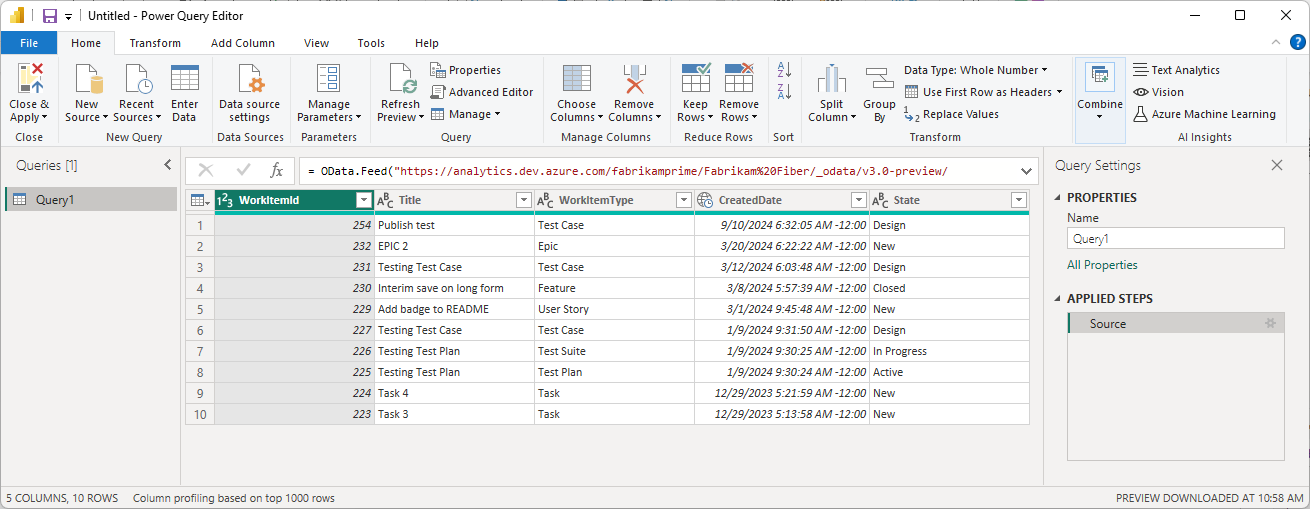 Untitled - Power Query Editor
File Home Transform Add Column View Tools Help
Close & Apply
Close
New Source
Recent Sources
Enter Data
New Query
Data source settings
Data Sources
Manage Parameters
Parameters
Refresh Preview
Properties
Advanced Editor
Manage
Query
Choose Columns
Remove Columns
Manage Columns
Keep Rows
Remove Rows
Reduce Rows
Sort
Split Column
Group By
Data Type: Whole Number
Use First Row as Headers
Replace Values
Transform
Combine
Text Analytics
Vision
Azure Machine Learning
AI Insights
Queries [1]
Query1
= OData.Feed("https://analytics.dev.azure.com/fabrikamprime/Fabrikam%20Fiber/_odata/v3.0-preview/
WorkItemId Title WorkItemType CreatedDate State
1 254 Publish test Test Case 9/10/2024 6:32:05 AM -12:00 Design
2 232 EPIC 2 Epic 3/20/2024 6:22:22 AM -12:00 New
3 231 Testing Test Case Test Case 3/12/2024 6:03:48 AM -12:00 Design
4 230 Interim save on long form Feature 3/8/2024 5:57:39 AM -12:00 Closed
5 229 Add badge to README User Story 3/1/2024 9:45:48 AM -12:00 New
6 227 Testing Test Case Test Case 1/9/2024 9:31:50 AM -12:00 Design
7 226 Testing Test Plan Test Suite 1/9/2024 9:30:25 AM -12:00 In Progress
8 225 Testing Test Plan Test Plan 1/9/2024 9:30:24 AM -12:00 Active
9 224 Task 4 Task 12/29/2023 5:21:59 AM -12:00 New
10 223 Task 3 Task 12/29/2023 5:13:58 AM -12:00 New
Query Settings
PROPERTIES
Name
Query1
All Properties
APPLIED STEPS
Source
5 COLUMNS, 10 ROWS Column profiling based on top 1000 rows
PREVIEW DOWNLOADED AT 10:58 AM